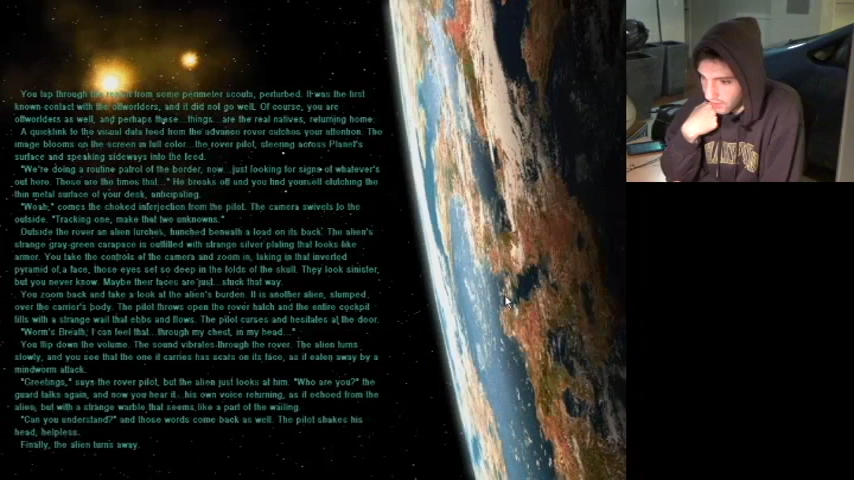 You tap through the from some perimeter scouts, perturbed. It was the first
known contact with the offworlders, and it did not go well. Of course, you are
offworlders as well, and perhaps these...things...are the real natives, returning home.
A quicklink to the visual data feed from the advance rover catches your attention. The
image blooms on the screen in full color...the rover pilot, steering across Planet's
surface and speaking sideways into the feed.
"We're doing a routine patrol of the border, now...just looking for signs of whatever's
out here. These are the times that..." He breaks off and you find yourself clutching the
thin metal surface of your desk, anticipating.
"Woah," comes the choked interjection from the pilot. The camera swivels to the
outside. "Tracking one, make that two unknowns."
Outside the rover an alien lurches, hunched beneath a load on its back. The alien's
strange gray-green carapace is outfitted with strange silver plating that looks like
armor. You take the controls of the camera and zoom in, taking in that inverted
pyramid of a face, those eyes set so deep in the folds of the skull. They look sinister,
but you never know. Maybe their faces are just...stuck that way.
You zoom back and take a look at the alien's burden. It is another alien, slumped
over the carrier's body. The pilot throws open the rover hatch and the entire cockpit
fills with a strange wail that ebbs and flows. The pilot curses and hesitates at the door.
"Worm's Breath, I can feel that...through my chest, in my head..."
You flip down the volume. The sound vibrates through the rover. The alien turns
slowly, and you see that the one it carries has scars on its face, as if eaten away by a
mindworm attack.
"Greetings," says the rover pilot, but the alien just looks at him. "Who are you?" the
guard talks again, and now you hear it...his own voice returning, as if echoed from the
alien, but with a strange warble that seems like a part of the wailing.
"Can you understand?" and those words come back as well. The pilot shakes his
head, helpless.
Finally, the alien turns away.